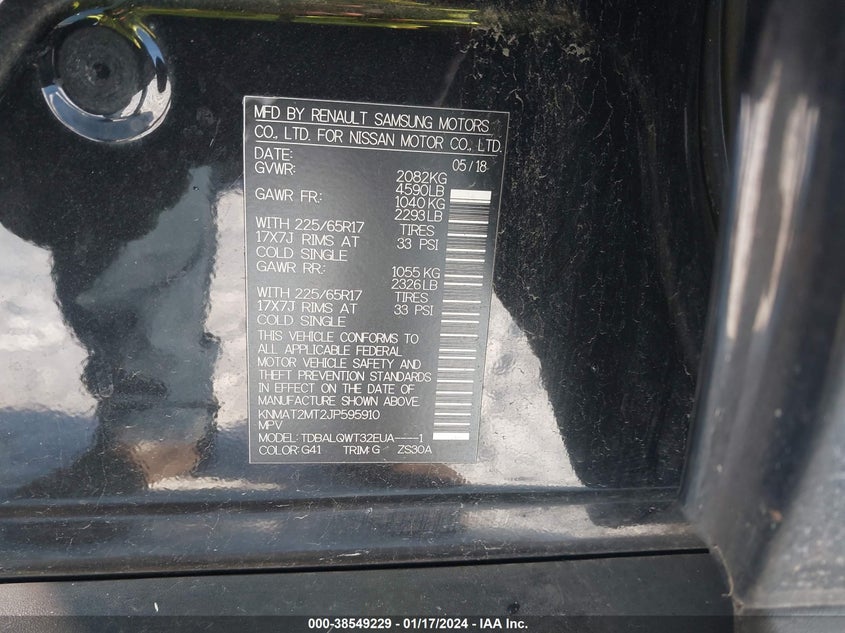 MFD BY RENAULT SAMSUNG MOTORS
CO., LTD. FOR NISSAN MOTOR CO., LTD.
DATE: 05/18
GVWR: 2082KG
4590LB
GAWR FR: 1040KG
2293LB
WITH 225/65R17 TIRES
17X7J RIMS AT 33 PSI
COLD SINGLE
GAWR RR: 1055 KG
2326LB
WITH 225/65R17 TIRES
17X7J RIMS AT 33 PSI
COLD SINGLE
THIS VEHICLE CONFORMS TO
ALL APPLICABLE FEDERAL
MOTOR VEHICLE SAFETY AND
THEFT PREVENTION STANDARDS
IN EFFECT ON THE DATE OF
MANUFACTURE SHOWN ABOVE.
KNMAT2MT2JP595910
MPV
MODEL: TDBALQWT32EUA----1
COLOR: G41 TRIM: G ZS30A
000-38549229 - 01/17/2024 - IAA Inc.